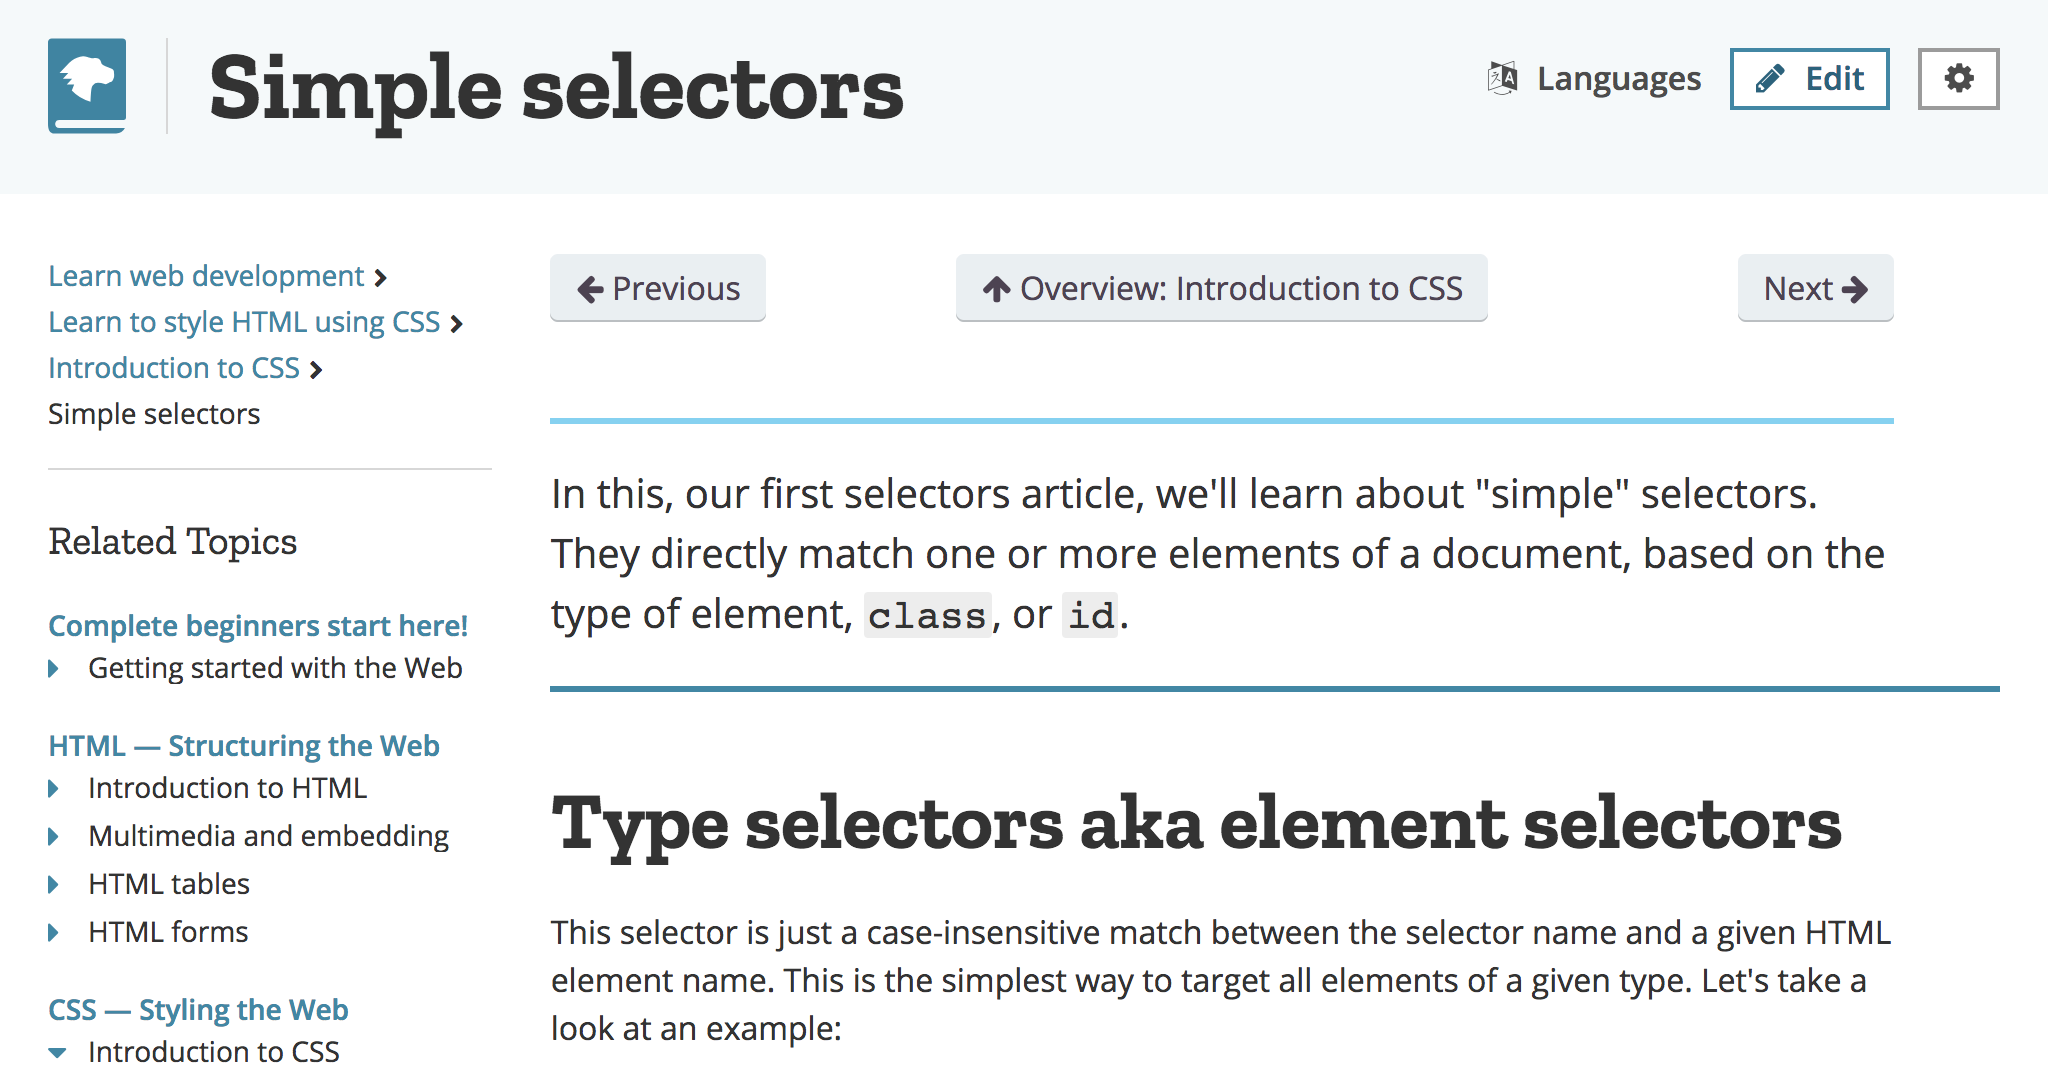 Simple selectors
Languages
Edit
Learn web development
Learn to style HTML using CSS
Introduction to CSS
Simple selectors
Related Topics
Complete beginners start here!
Getting started with the Web
HTML — Structuring the Web
Introduction to HTML
Multimedia and embedding
HTML tables
HTML forms
CSS — Styling the Web
Introduction to CSS
Previous
Overview: Introduction to CSS
Next
In this, our first selectors article, we'll learn about "simple" selectors.
They directly match one or more elements of a document, based on the
type of element, class, or id.
Type selectors aka element selectors
This selector is just a case-insensitive match between the selector name and a given HTML
element name. This is the simplest way to target all elements of a given type. Let's take a
look at an example: